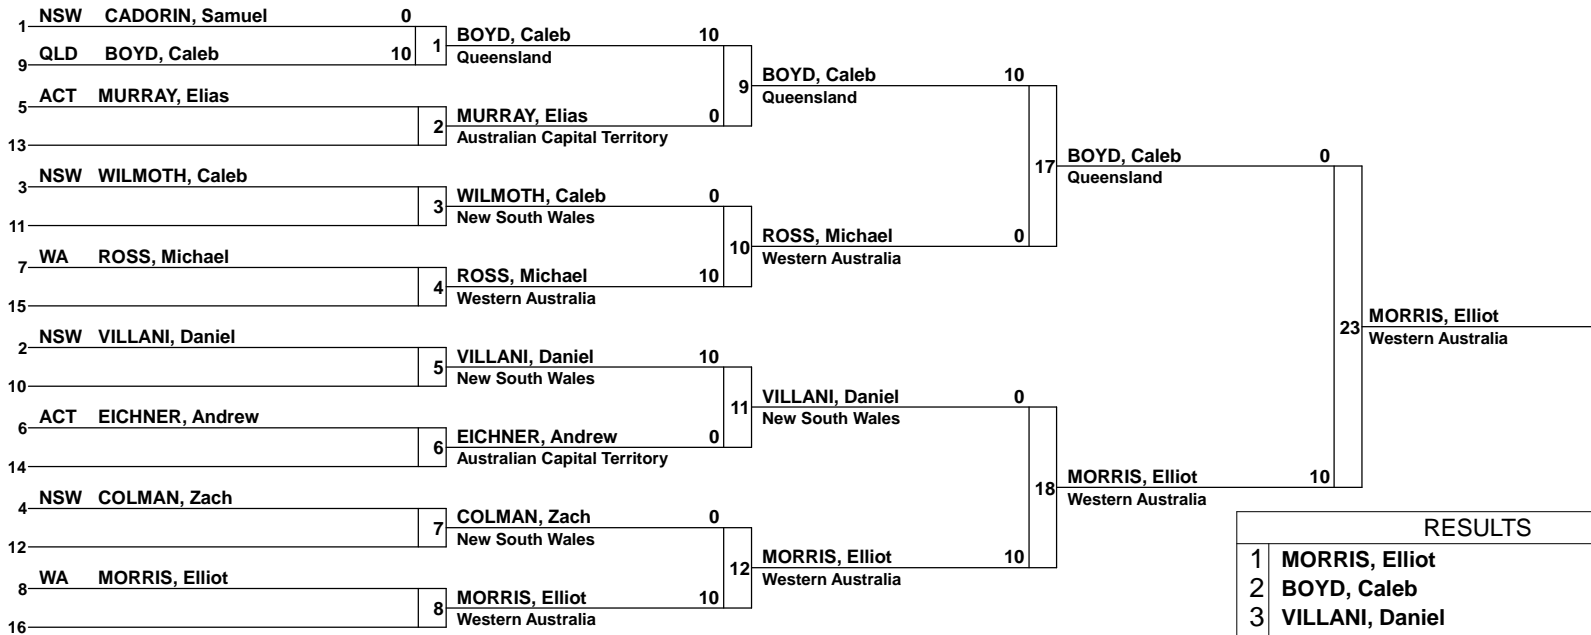 1 NSW CADORIN, Samuel 0
9 QLD BOYD, Caleb 10
1
BOYD, Caleb 10
Queensland
5 ACT MURRAY, Elias
13
2
MURRAY, Elias 0
Australian Capital Territory
9
BOYD, Caleb 10
Queensland
3 NSW WILMOTH, Caleb
11
3
WILMOTH, Caleb 0
New South Wales
7 WA ROSS, Michael
15
4
ROSS, Michael 10
Western Australia
10
ROSS, Michael 0
Western Australia
17
BOYD, Caleb 0
Queensland
2 NSW VILLANI, Daniel
10
5
VILLANI, Daniel 10
New South Wales
6 ACT EICHNER, Andrew
14
6
EICHNER, Andrew 0
Australian Capital Territory
11
VILLANI, Daniel 0
New South Wales
4 NSW COLMAN, Zach
12
7
COLMAN, Zach 0
New South Wales
8 WA MORRIS, Elliot
16
8
MORRIS, Elliot 10
Western Australia
12
MORRIS, Elliot 10
Western Australia
18
MORRIS, Elliot 10
Western Australia
23
MORRIS, Elliot
Western Australia
RESULTS
1 MORRIS, Elliot
2 BOYD, Caleb
3 VILLANI, Daniel